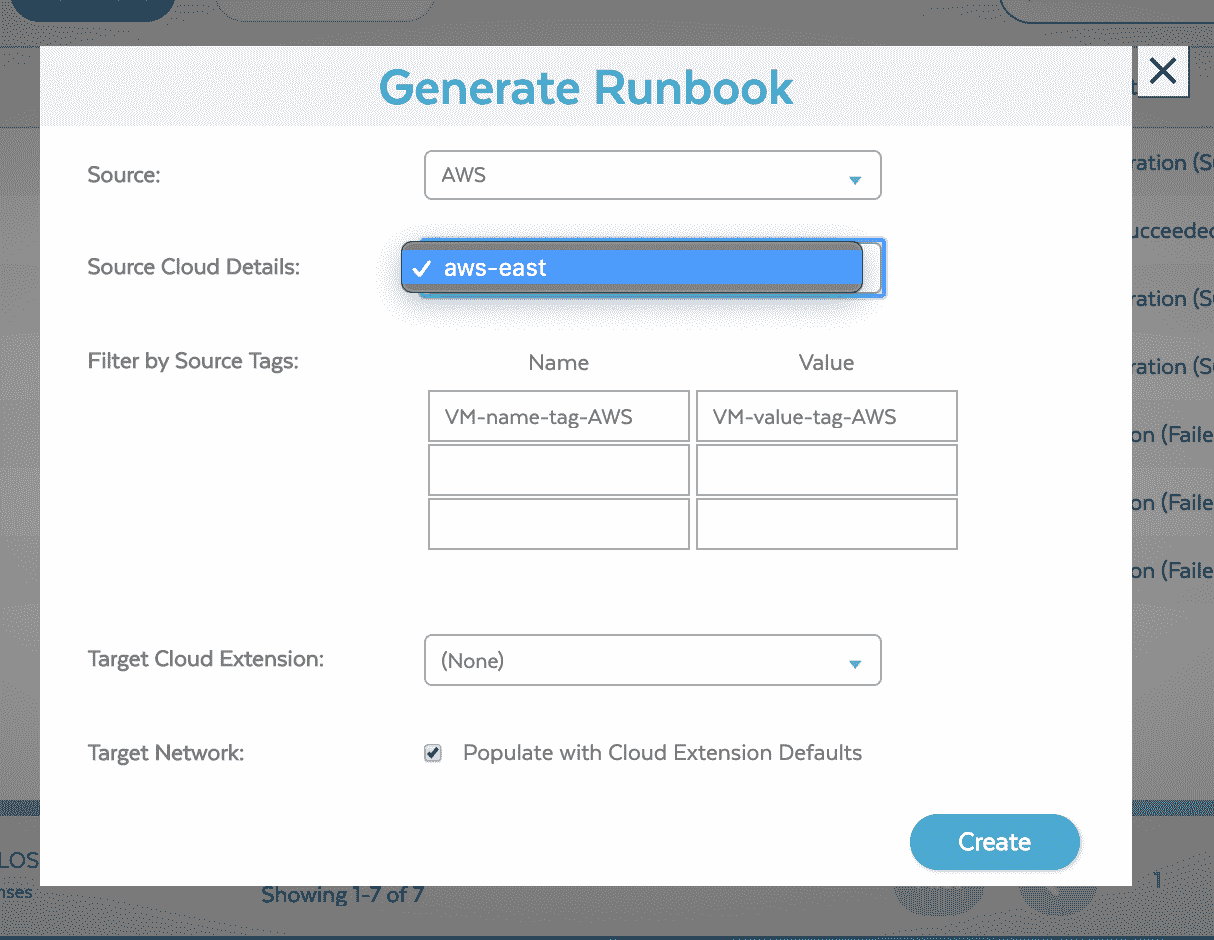 Generate Runbook
Source:
AWS
ration (S
Source Cloud Details:
✓ aws-east
ucceeded
ration (S
Filter by Source Tags:
Name
Value
ration (S
VM-name-tag-AWS
VM-value-tag-AWS
on (Faile
on (Faile
on (Faile
Target Cloud Extension:
(None)
Target Network:
Populate with Cloud Extension Defaults
Create
LOS
nses
Showing 1-7 of 7
1